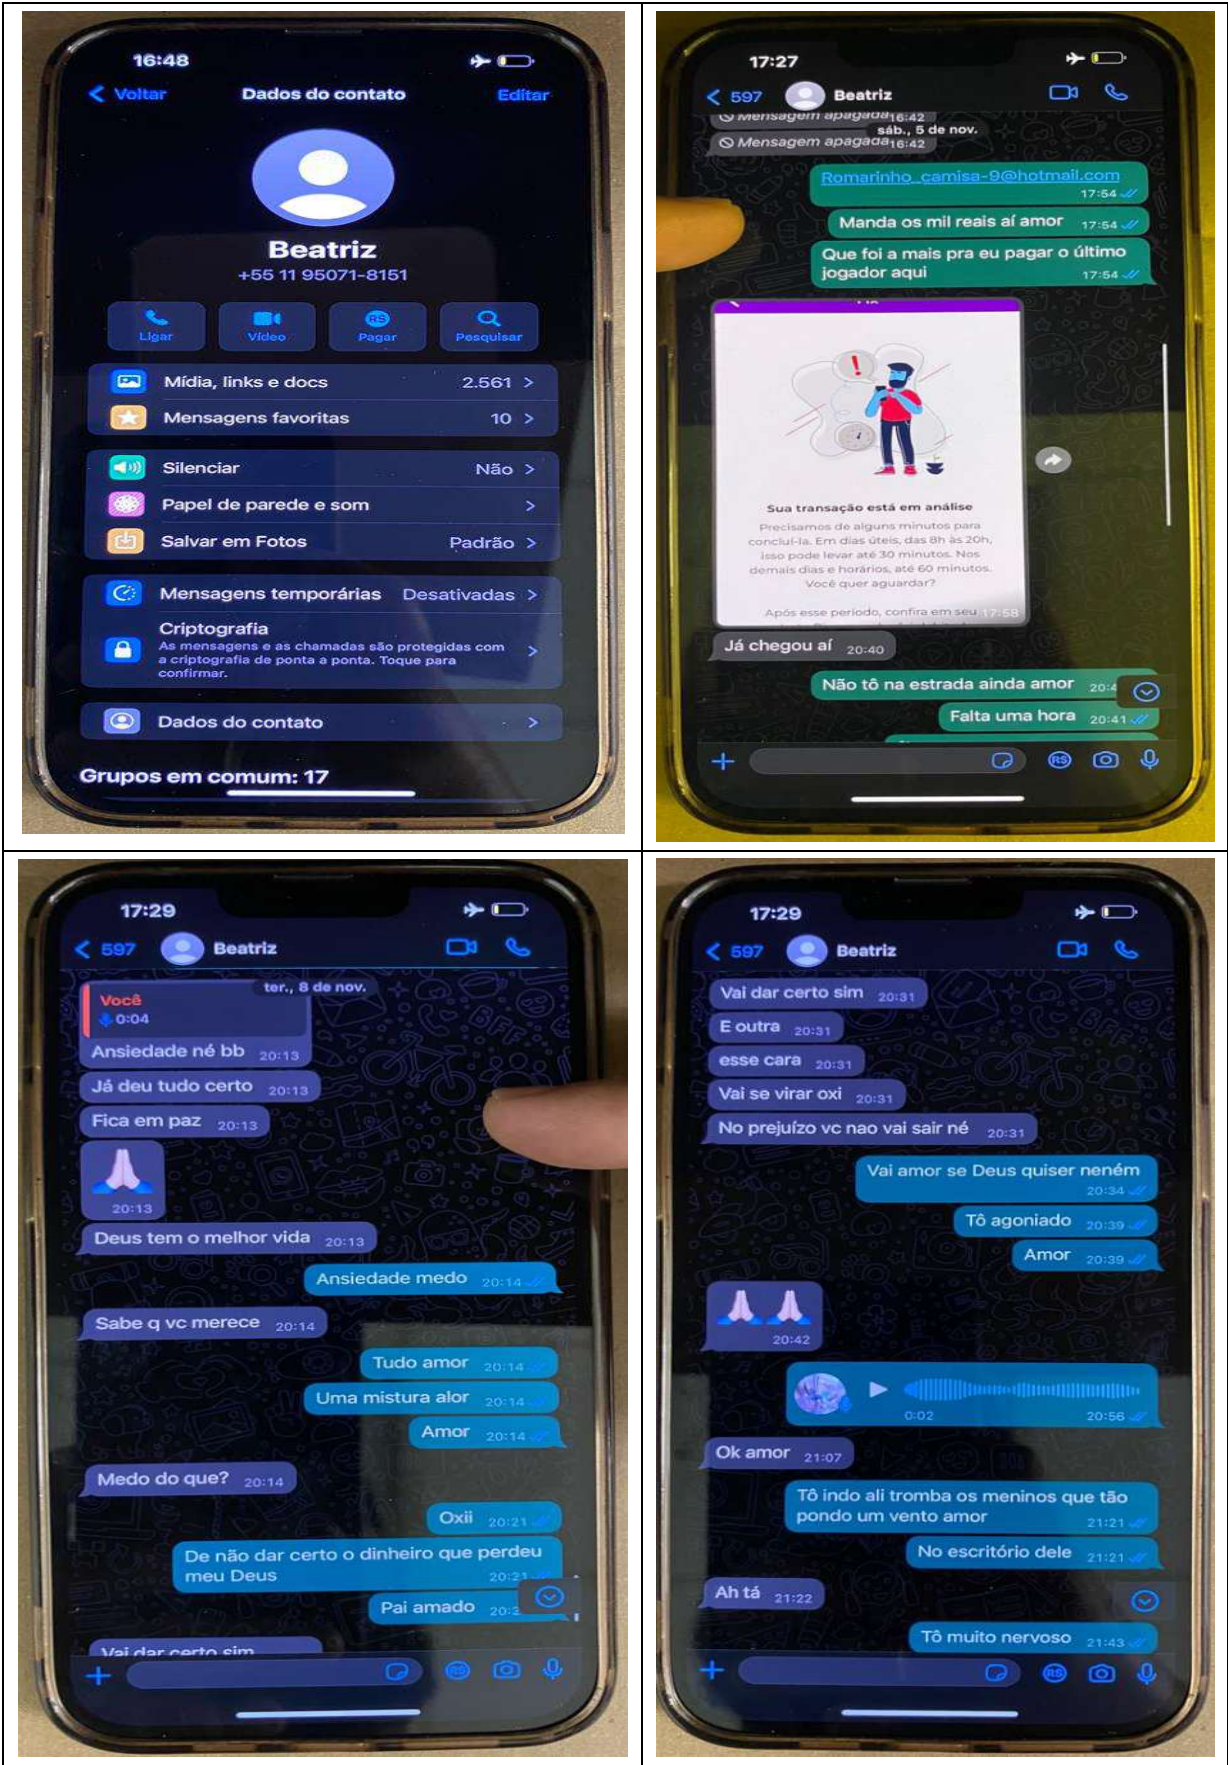 16:48
Voltar
Dados do contato
Editar
Beatriz
+55 11 95071-8151
Ligar
Vídeo
Pagar
Pesquisar
Mídia, links e docs 2.561 >
Mensagens favoritas 10 >
Silenciar Não >
Papel de parede e som >
Salvar em Fotos Padrão >
Mensagens temporárias Desativadas >
Criptografia
As mensagens e as chamadas são protegidas com
a criptografia de ponta a ponta. Toque para
confirmar.
Dados do contato >
Grupos em comum: 17
17:27
597 Beatriz
Mensagem apagada 16:42
sáb., 5 de nov.
Mensagem apagada 16:42
Romarinho_camisa-9@hotmail.com
17:54
Manda os mil reais aí amor 17:54
Que foi a mais pra eu pagar o último
jogador aqui 17:54
Sua transação está em análise
Precisamos de alguns minutos para
concluí-la. Em dias úteis, das 8h às 20h,
isso pode levar até 30 minutos. Nos
demais dias e horários, até 60 minutos.
Você quer aguardar?
Após esse período, confira em seu 17:58
Já chegou aí 20:40
Não tô na estrada ainda amor
Falta uma hora 20:41
RS
17:29
597 Beatriz
ter., 8 de nov.
Você
0:04
Ansiedade né bb 20:13
Já deu tudo certo 20:13
Fica em paz 20:13
20:13
Deus tem o melhor vida 20:13
Ansiedade medo 20:14
Sabe q vc merece 20:14
Tudo amor 20:14
Uma mistura alor 20:14
Amor 20:14
Medo do que? 20:14
Oxii 20:21
De não dar certo o dinheiro que perdeu
meu Deus 20:21
Pai amado
Vai dar certo sim
RS
17:29
597 Beatriz
Vai dar certo sim 20:31
E outra 20:31
esse cara 20:31
Vai se virar oxi 20:31
No prejuízo vc nao vai sair né 20:31
Vai amor se Deus quiser neném
20:34
Tô agoniado 20:39
Amor 20:39
20:42
0:02 20:56
Ok amor 21:07
Tô indo ali tromba os meninos que tão
pondo um vento amor 21:21
No escritório dele 21:21
Ah tá 21:22
Tô muito nervoso 21:43
RS